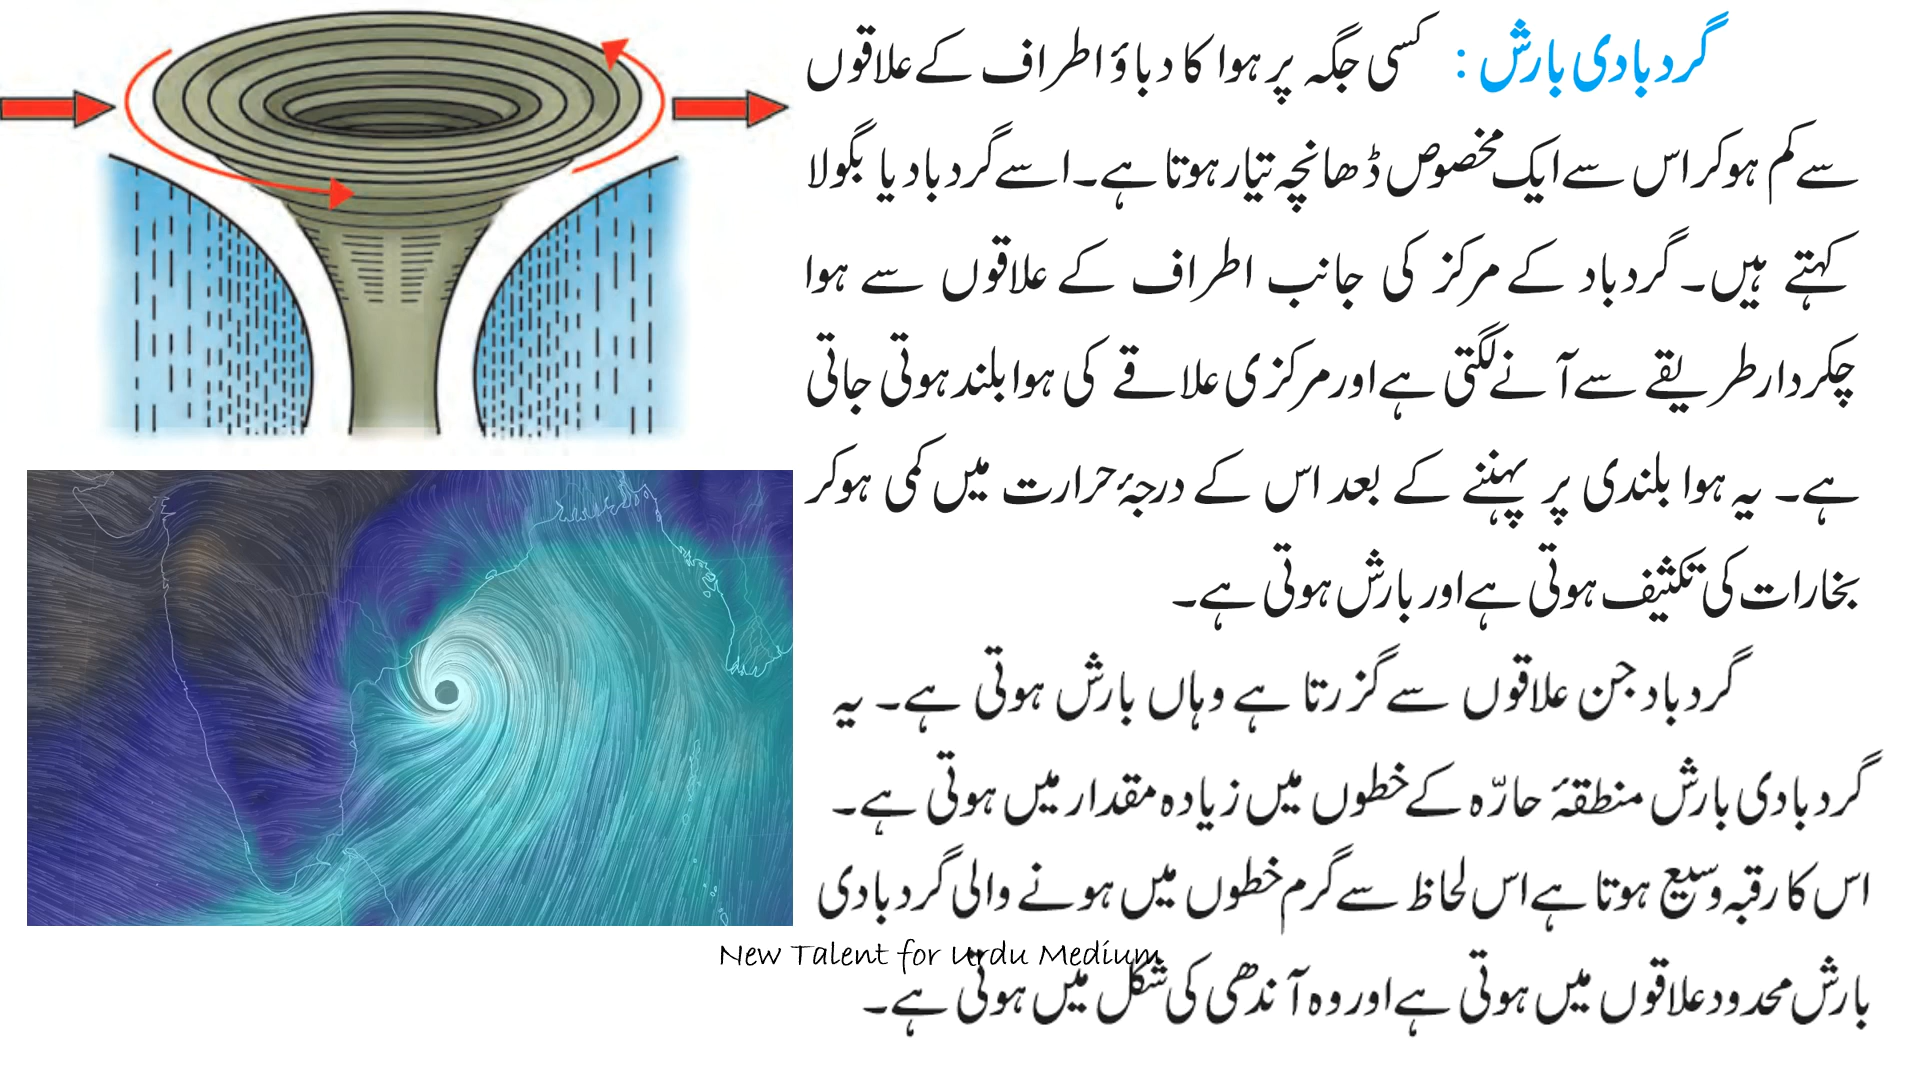 گردبادی بارش : کسی جگہ پر ہوا کا دباؤ اطراف کے علاقوں
سے کم ہوکر اس سے ایک مخصوص ڈھانچہ تیار ہوتا ہے۔ اسے گردباد یا بگولا
کہتے ہیں۔ گردباد کے مرکز کی جانب اطراف کے علاقوں سے ہوا
چکردار طریقے سے آنے لگتی ہے اور مرکزی علاقے کی ہوا بلند ہوتی جاتی
ہے۔ یہ ہوا بلندی پر پہنچنے کے بعد اس کے درجۂ حرارت میں کمی ہوکر
بخارات کی تکثیف ہوتی ہے اور بارش ہوتی ہے۔
گردباد جن علاقوں سے گزرتا ہے وہاں بارش ہوتی ہے۔ یہ
گردبادی بارش منطقۂ حارّہ کے خطوں میں زیادہ مقدار میں ہوتی ہے۔
اس کا رقبہ وسیع ہوتا ہے اس لحاظ سے گرم خطوں میں ہونے والی گردبادی
New Talent for Urdu Medium
بارش محدود علاقوں میں ہوتی ہے اور وہ آندھی کی شکل میں ہوتی ہے۔